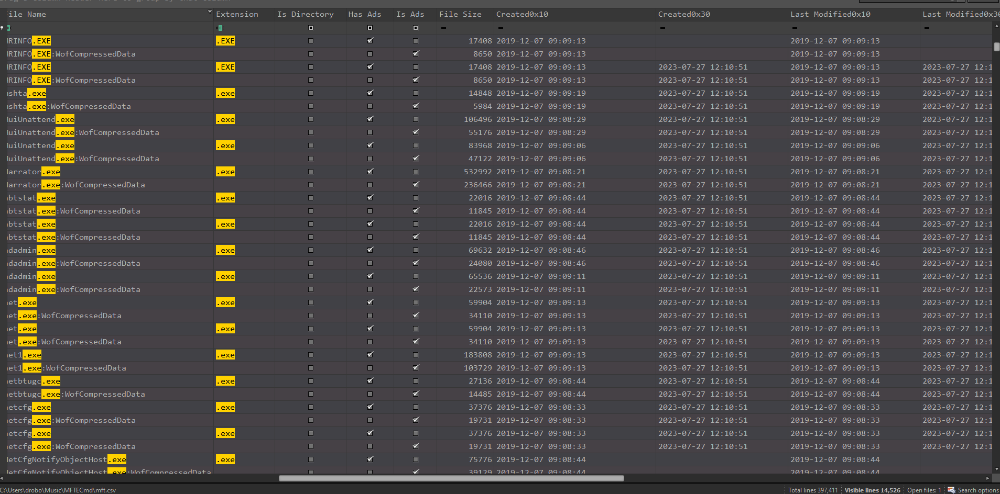 ile Name Extension Is Directory Has Ads Is Ads File Size Created0x10 Created0x30 Last Modified0x10 Last Modified0x30
= = = = =
MRINFO.EXE .EXE 17408 2019-12-07 09:09:13 2019-12-07 09:09:13
MRINFO.EXE:WofCompressedData 8650 2019-12-07 09:09:13 2019-12-07 09:09:13
MRINFO.EXE .EXE 17408 2019-12-07 09:09:13 2023-07-27 12:10:51 2019-12-07 09:09:13 2023-07-27 12:1
MRINFO.EXE:WofCompressedData 8650 2019-12-07 09:09:13 2023-07-27 12:10:51 2019-12-07 09:09:13 2023-07-27 12:1
mshta.exe .exe 14848 2019-12-07 09:09:19 2023-07-27 12:10:51 2019-12-07 09:09:19 2023-07-27 12:1
mshta.exe:WofCompressedData 5984 2019-12-07 09:09:19 2023-07-27 12:10:51 2019-12-07 09:09:19 2023-07-27 12:1
MuiUnattend.exe .exe 106496 2019-12-07 09:08:29 2023-07-27 12:10:51 2019-12-07 09:08:29 2023-07-27 12:1
MuiUnattend.exe:WofCompressedData 55176 2019-12-07 09:08:29 2023-07-27 12:10:51 2019-12-07 09:08:29 2023-07-27 12:1
MuiUnattend.exe .exe 83968 2019-12-07 09:09:06 2023-07-27 12:10:51 2019-12-07 09:09:06 2023-07-27 12:1
MuiUnattend.exe:WofCompressedData 47122 2019-12-07 09:09:06 2023-07-27 12:10:51 2019-12-07 09:09:06 2023-07-27 12:1
Narrator.exe .exe 532992 2019-12-07 09:08:21 2023-07-27 12:10:51 2019-12-07 09:08:21 2023-07-27 12:1
Narrator.exe:WofCompressedData 236466 2019-12-07 09:08:21 2023-07-27 12:10:51 2019-12-07 09:08:21 2023-07-27 12:1
nbtstat.exe .exe 22016 2019-12-07 09:08:44 2023-07-27 12:10:51 2019-12-07 09:08:44 2023-07-27 12:1
nbtstat.exe:WofCompressedData 11845 2019-12-07 09:08:44 2023-07-27 12:10:51 2019-12-07 09:08:44 2023-07-27 12:1
nbtstat.exe .exe 22016 2019-12-07 09:08:44 2023-07-27 12:10:51 2019-12-07 09:08:44 2023-07-27 12:1
nbtstat.exe:WofCompressedData 11845 2019-12-07 09:08:44 2023-07-27 12:10:51 2019-12-07 09:08:44 2023-07-27 12:1
ndadmin.exe .exe 69632 2019-12-07 09:08:46 2023-07-27 12:10:51 2019-12-07 09:08:46 2023-07-27 12:1
ndadmin.exe:WofCompressedData 24080 2019-12-07 09:08:46 2023-07-27 12:10:51 2019-12-07 09:08:46 2023-07-27 12:1
ndadmin.exe .exe 65536 2019-12-07 09:09:11 2023-07-27 12:10:51 2019-12-07 09:09:11 2023-07-27 12:1
ndadmin.exe:WofCompressedData 22573 2019-12-07 09:09:11 2023-07-27 12:10:51 2019-12-07 09:09:11 2023-07-27 12:1
net.exe .exe 59904 2019-12-07 09:09:13 2023-07-27 12:10:51 2019-12-07 09:09:13 2023-07-27 12:1
net.exe:WofCompressedData 34110 2019-12-07 09:09:13 2023-07-27 12:10:51 2019-12-07 09:09:13 2023-07-27 12:1
net.exe .exe 59904 2019-12-07 09:09:13 2023-07-27 12:10:51 2019-12-07 09:09:13 2023-07-27 12:1
net.exe:WofCompressedData 34110 2019-12-07 09:09:13 2023-07-27 12:10:51 2019-12-07 09:09:13 2023-07-27 12:1
net1.exe .exe 183808 2019-12-07 09:09:13 2023-07-27 12:10:51 2019-12-07 09:09:13 2023-07-27 12:1
net1.exe:WofCompressedData 103729 2019-12-07 09:09:13 2023-07-27 12:10:51 2019-12-07 09:09:13 2023-07-27 12:1
netbtugc.exe .exe 27136 2019-12-07 09:08:44 2023-07-27 12:10:51 2019-12-07 09:08:44 2023-07-27 12:1
netbtugc.exe:WofCompressedData 14485 2019-12-07 09:08:44 2023-07-27 12:10:51 2019-12-07 09:08:44 2023-07-27 12:1
netcfg.exe .exe 37376 2019-12-07 09:08:33 2023-07-27 12:10:51 2019-12-07 09:08:33 2023-07-27 12:1
netcfg.exe:WofCompressedData 19731 2019-12-07 09:08:33 2023-07-27 12:10:51 2019-12-07 09:08:33 2023-07-27 12:1
netcfg.exe .exe 37376 2019-12-07 09:08:33 2023-07-27 12:10:51 2019-12-07 09:08:33 2023-07-27 12:1
netcfg.exe:WofCompressedData 19731 2019-12-07 09:08:33 2023-07-27 12:10:51 2019-12-07 09:08:33 2023-07-27 12:1
NetCfgNotifyObjectHost.exe .exe 75776 2019-12-07 09:08:44 2019-12-07 09:08:44
NetCfgNotifyObjectHost.exe:WofCompressedData 39129 2019-12-07 09:08:44 2019-12-07 09:08:44
C:\Users\drobo\Music\MFTECmd\mft.csv Total lines 397,411 Visible lines 14,526 Open files: 1 Search options